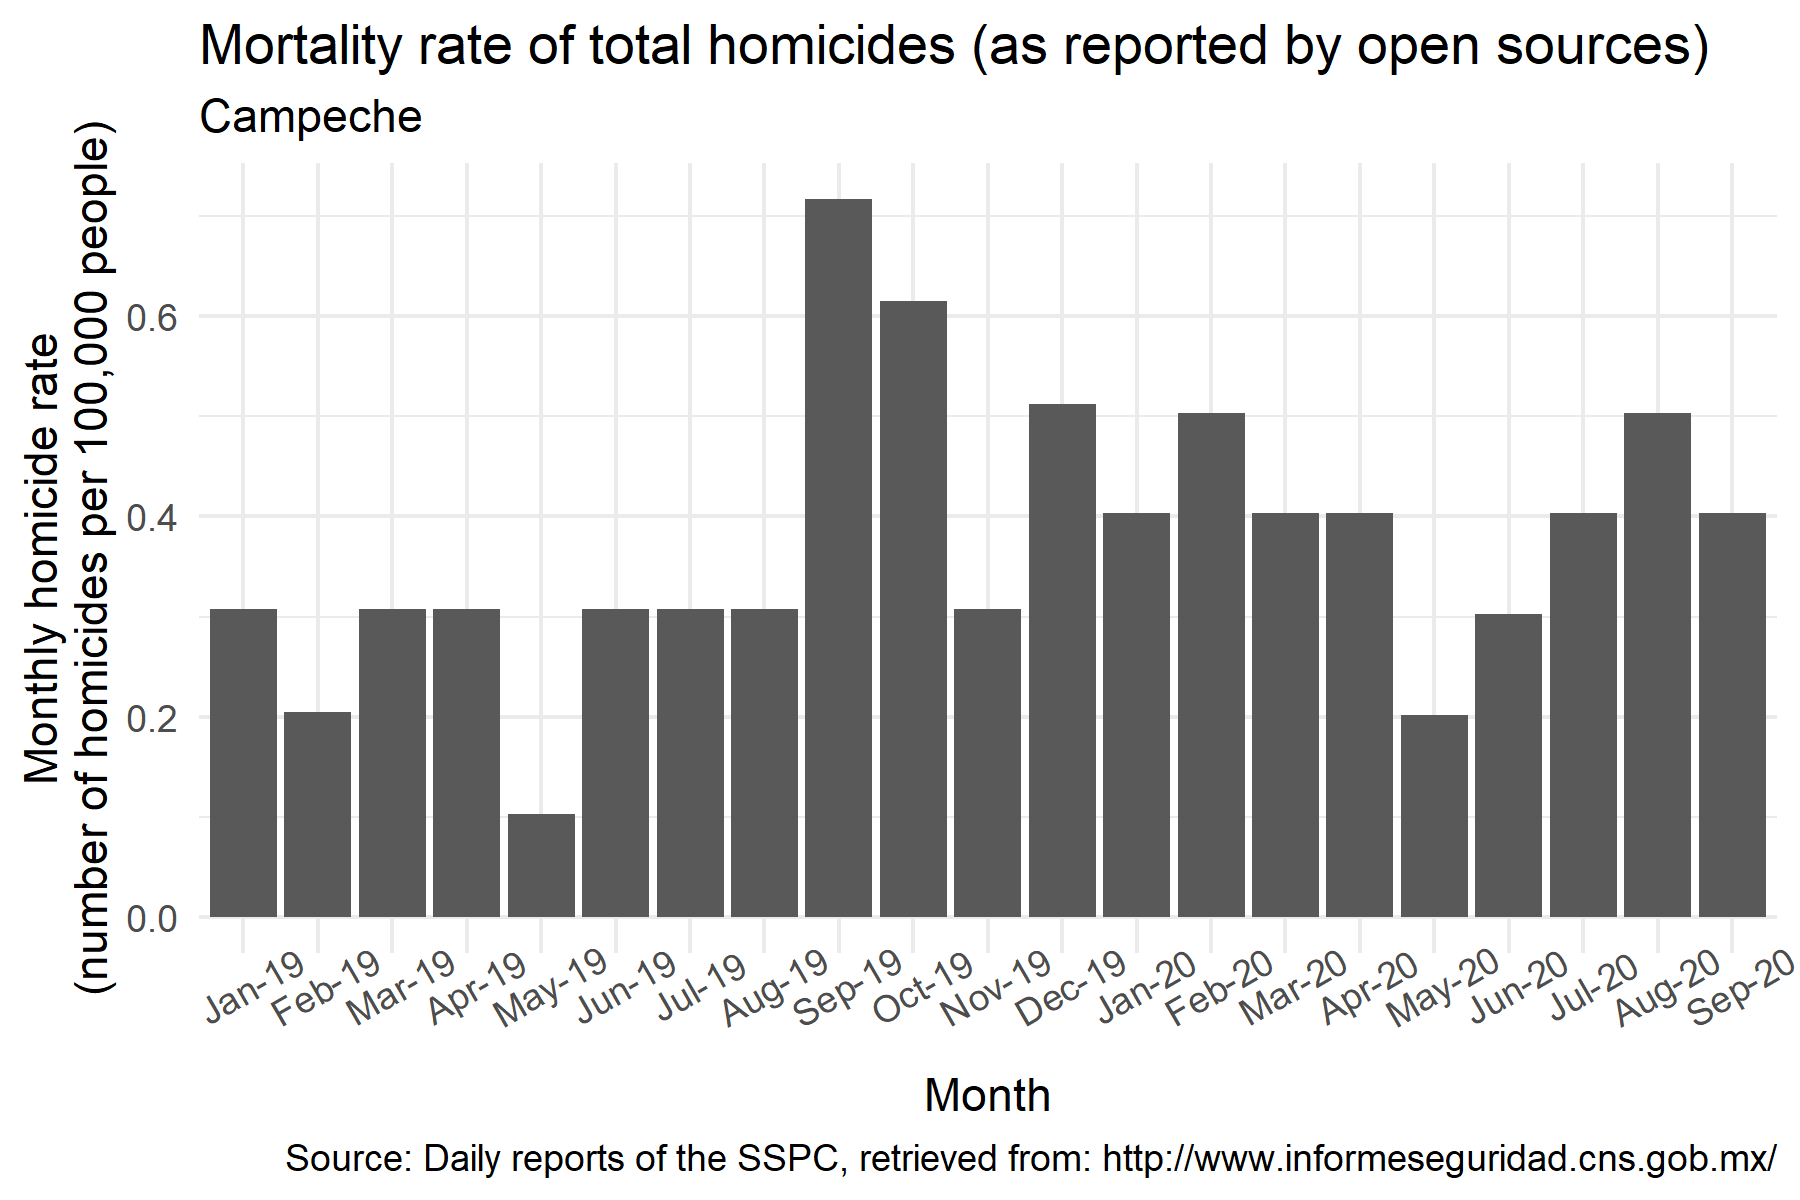 Mortality rate of total homicides (as reported by open sources)
Campeche
Monthly homicide rate
(number of homicides per 100,000 people)
0.6
0.4
0.2
0.0
Jan-19
Feb-19
Mar-19
Apr-19
May-19
Jun-19
Jul-19
Aug-19
Sep-19
Oct-19
Nov-19
Dec-19
Jan-20
Feb-20
Mar-20
Apr-20
May-20
Jun-20
Jul-20
Aug-20
Sep-20
Month
Source: Daily reports of the SSPC, retrieved from: http://www.informeseguridad.cns.gob.mx/